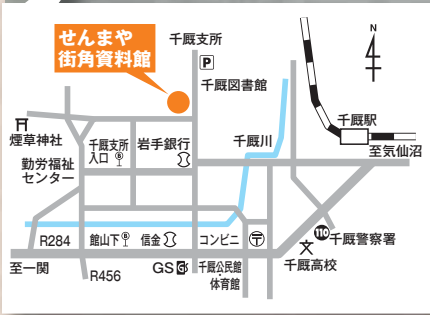 せんまや
街角資料館
千厩支所
P
千厩図書館
N
千厩駅
至気仙沼
煙草神社
千厩支所
入口
岩手銀行
千厩川
勤労福祉
センター
R284
館山下
信金
コンビニ
〒
110
千厩警察署
千厩高校
至一関
R456
GS
千厩公民館
・
体育館